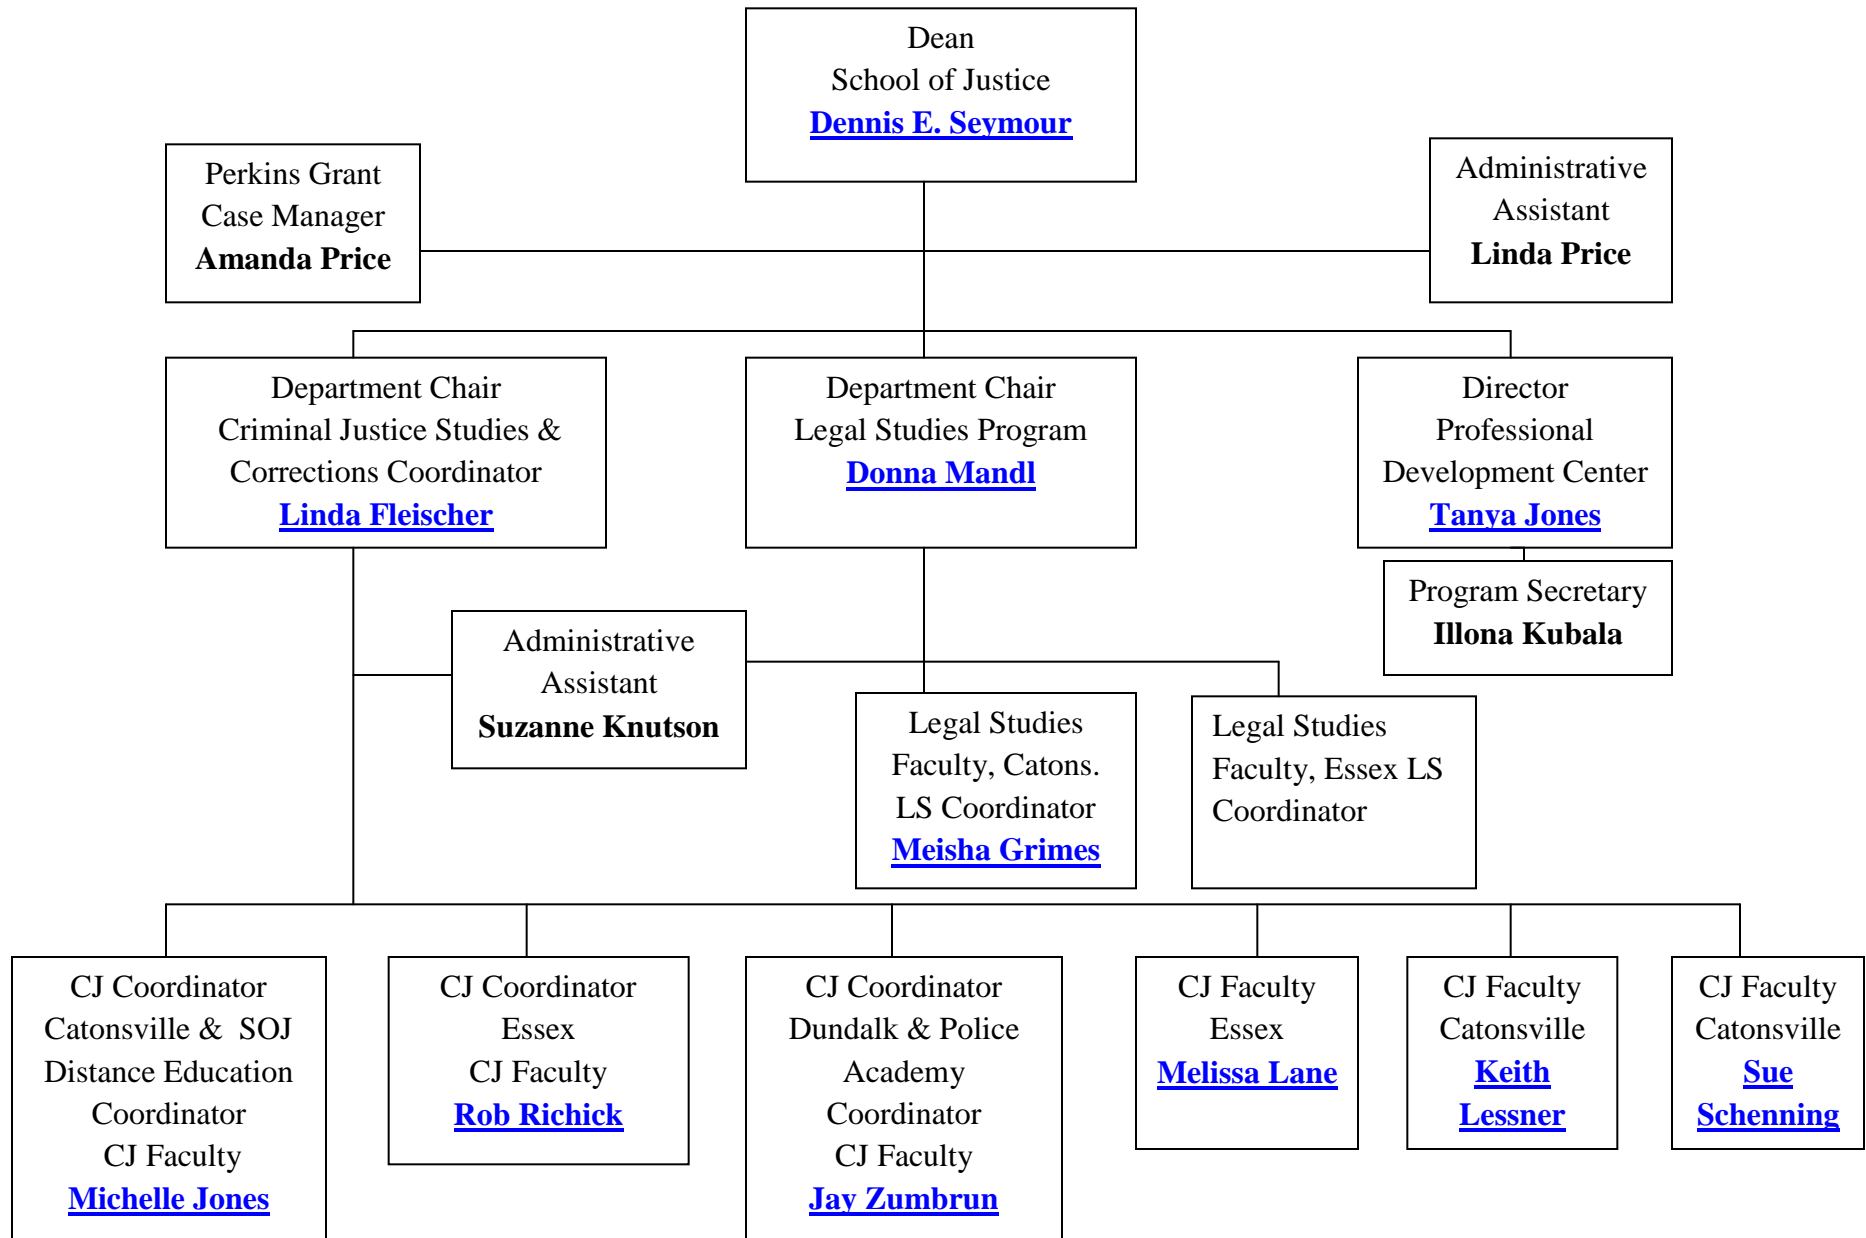 Dean
School of Justice
Dennis E. Seymour
Perkins Grant
Case Manager
Amanda Price
Administrative
Assistant
Linda Price
Department Chair
Criminal Justice Studies &
Corrections Coordinator
Linda Fleischer
Department Chair
Legal Studies Program
Donna Mandl
Director
Professional
Development Center
Tanya Jones
Program Secretary
Illona Kubala
Administrative
Assistant
Suzanne Knutson
Legal Studies
Faculty, Catons.
LS Coordinator
Meisha Grimes
Legal Studies
Faculty, Essex LS
Coordinator
CJ Coordinator
Catonsville & SOJ
Distance Education
Coordinator
CJ Faculty
Michelle Jones
CJ Coordinator
Essex
CJ Faculty
Rob Richick
CJ Coordinator
Dundalk & Police
Academy
Coordinator
CJ Faculty
Jay Zumbrun
CJ Faculty
Essex
Melissa Lane
CJ Faculty
Catonsville
Keith
Lessner
CJ Faculty
Catonsville
Sue
Schenning